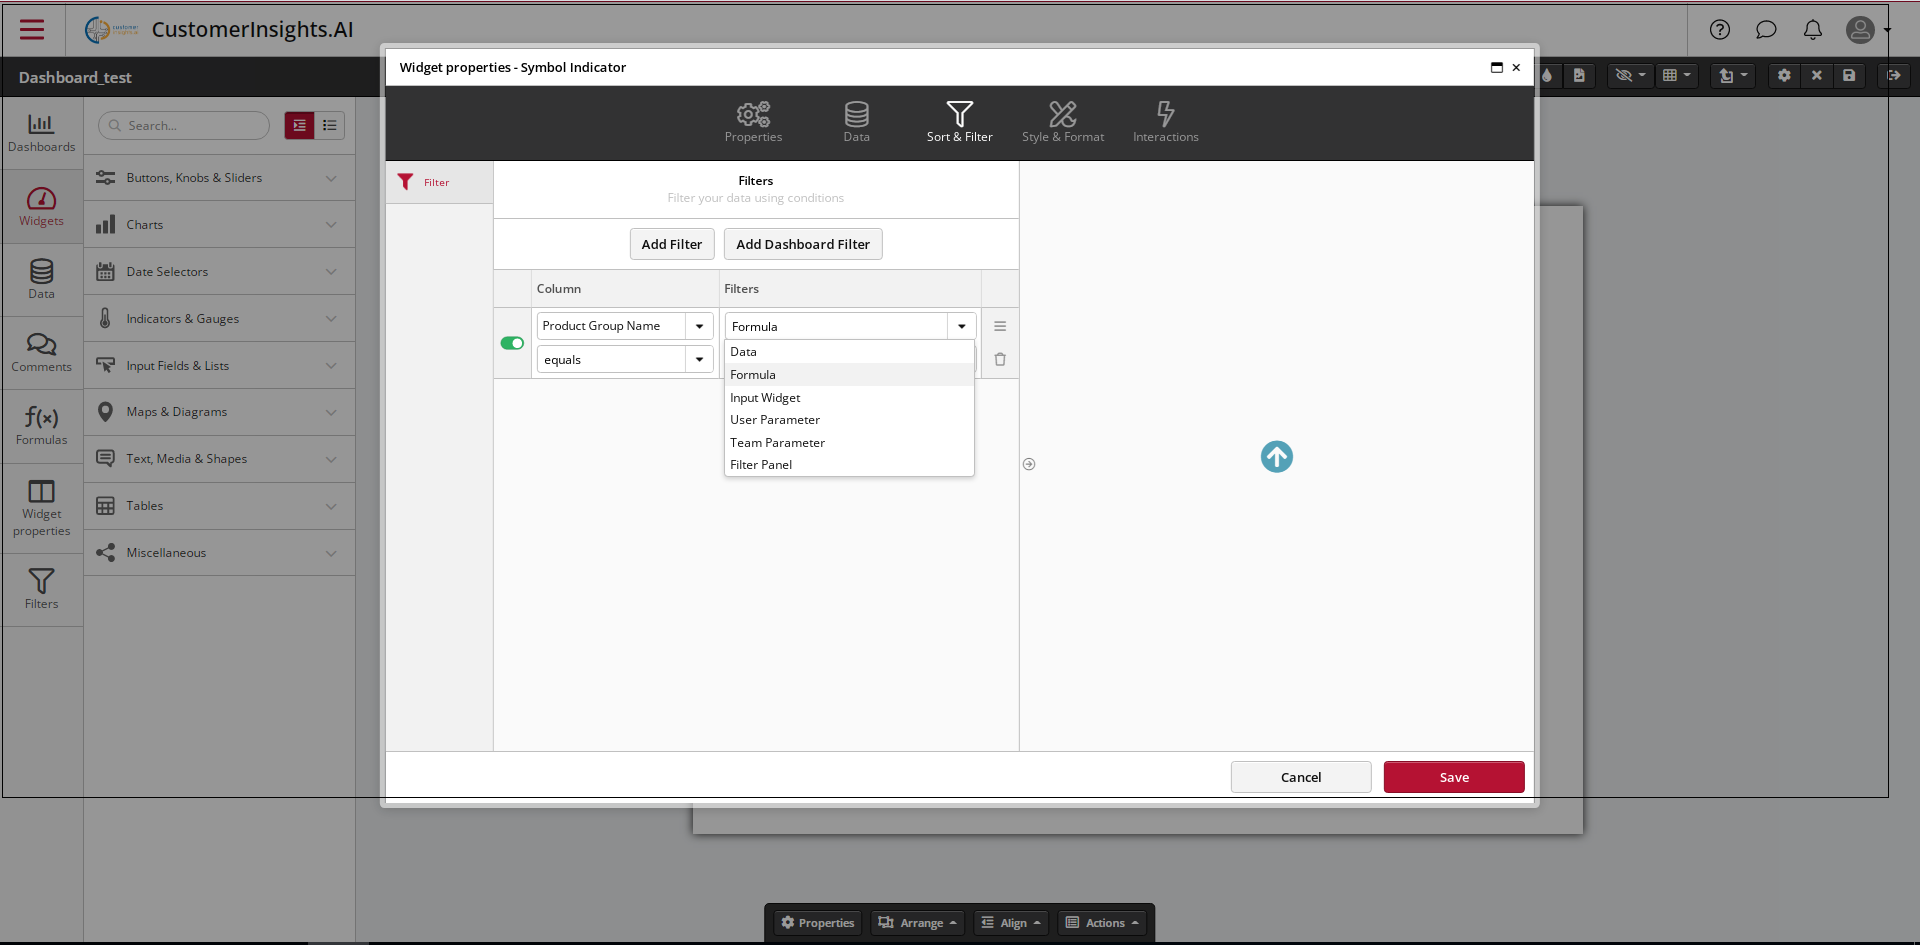 CustomerInsights.AI
Dashboard_test
Widget properties - Symbol Indicator
Properties
Data
Sort & Filter
Style & Format
Interactions
Dashboards
Widgets
Data
Comments
f(x)
Formulas
Widget
properties
Filters
Search...
Buttons, Knobs & Sliders
Charts
Date Selectors
Indicators & Gauges
Input Fields & Lists
Maps & Diagrams
Text, Media & Shapes
Tables
Miscellaneous
Filter
Filters
Filter your data using conditions
Add Filter
Add Dashboard Filter
Column
Filters
Product Group Name
Formula
equals
Data
Formula
Input Widget
User Parameter
Team Parameter
Filter Panel
Cancel
Save
Properties
Arrange
Align
Actions